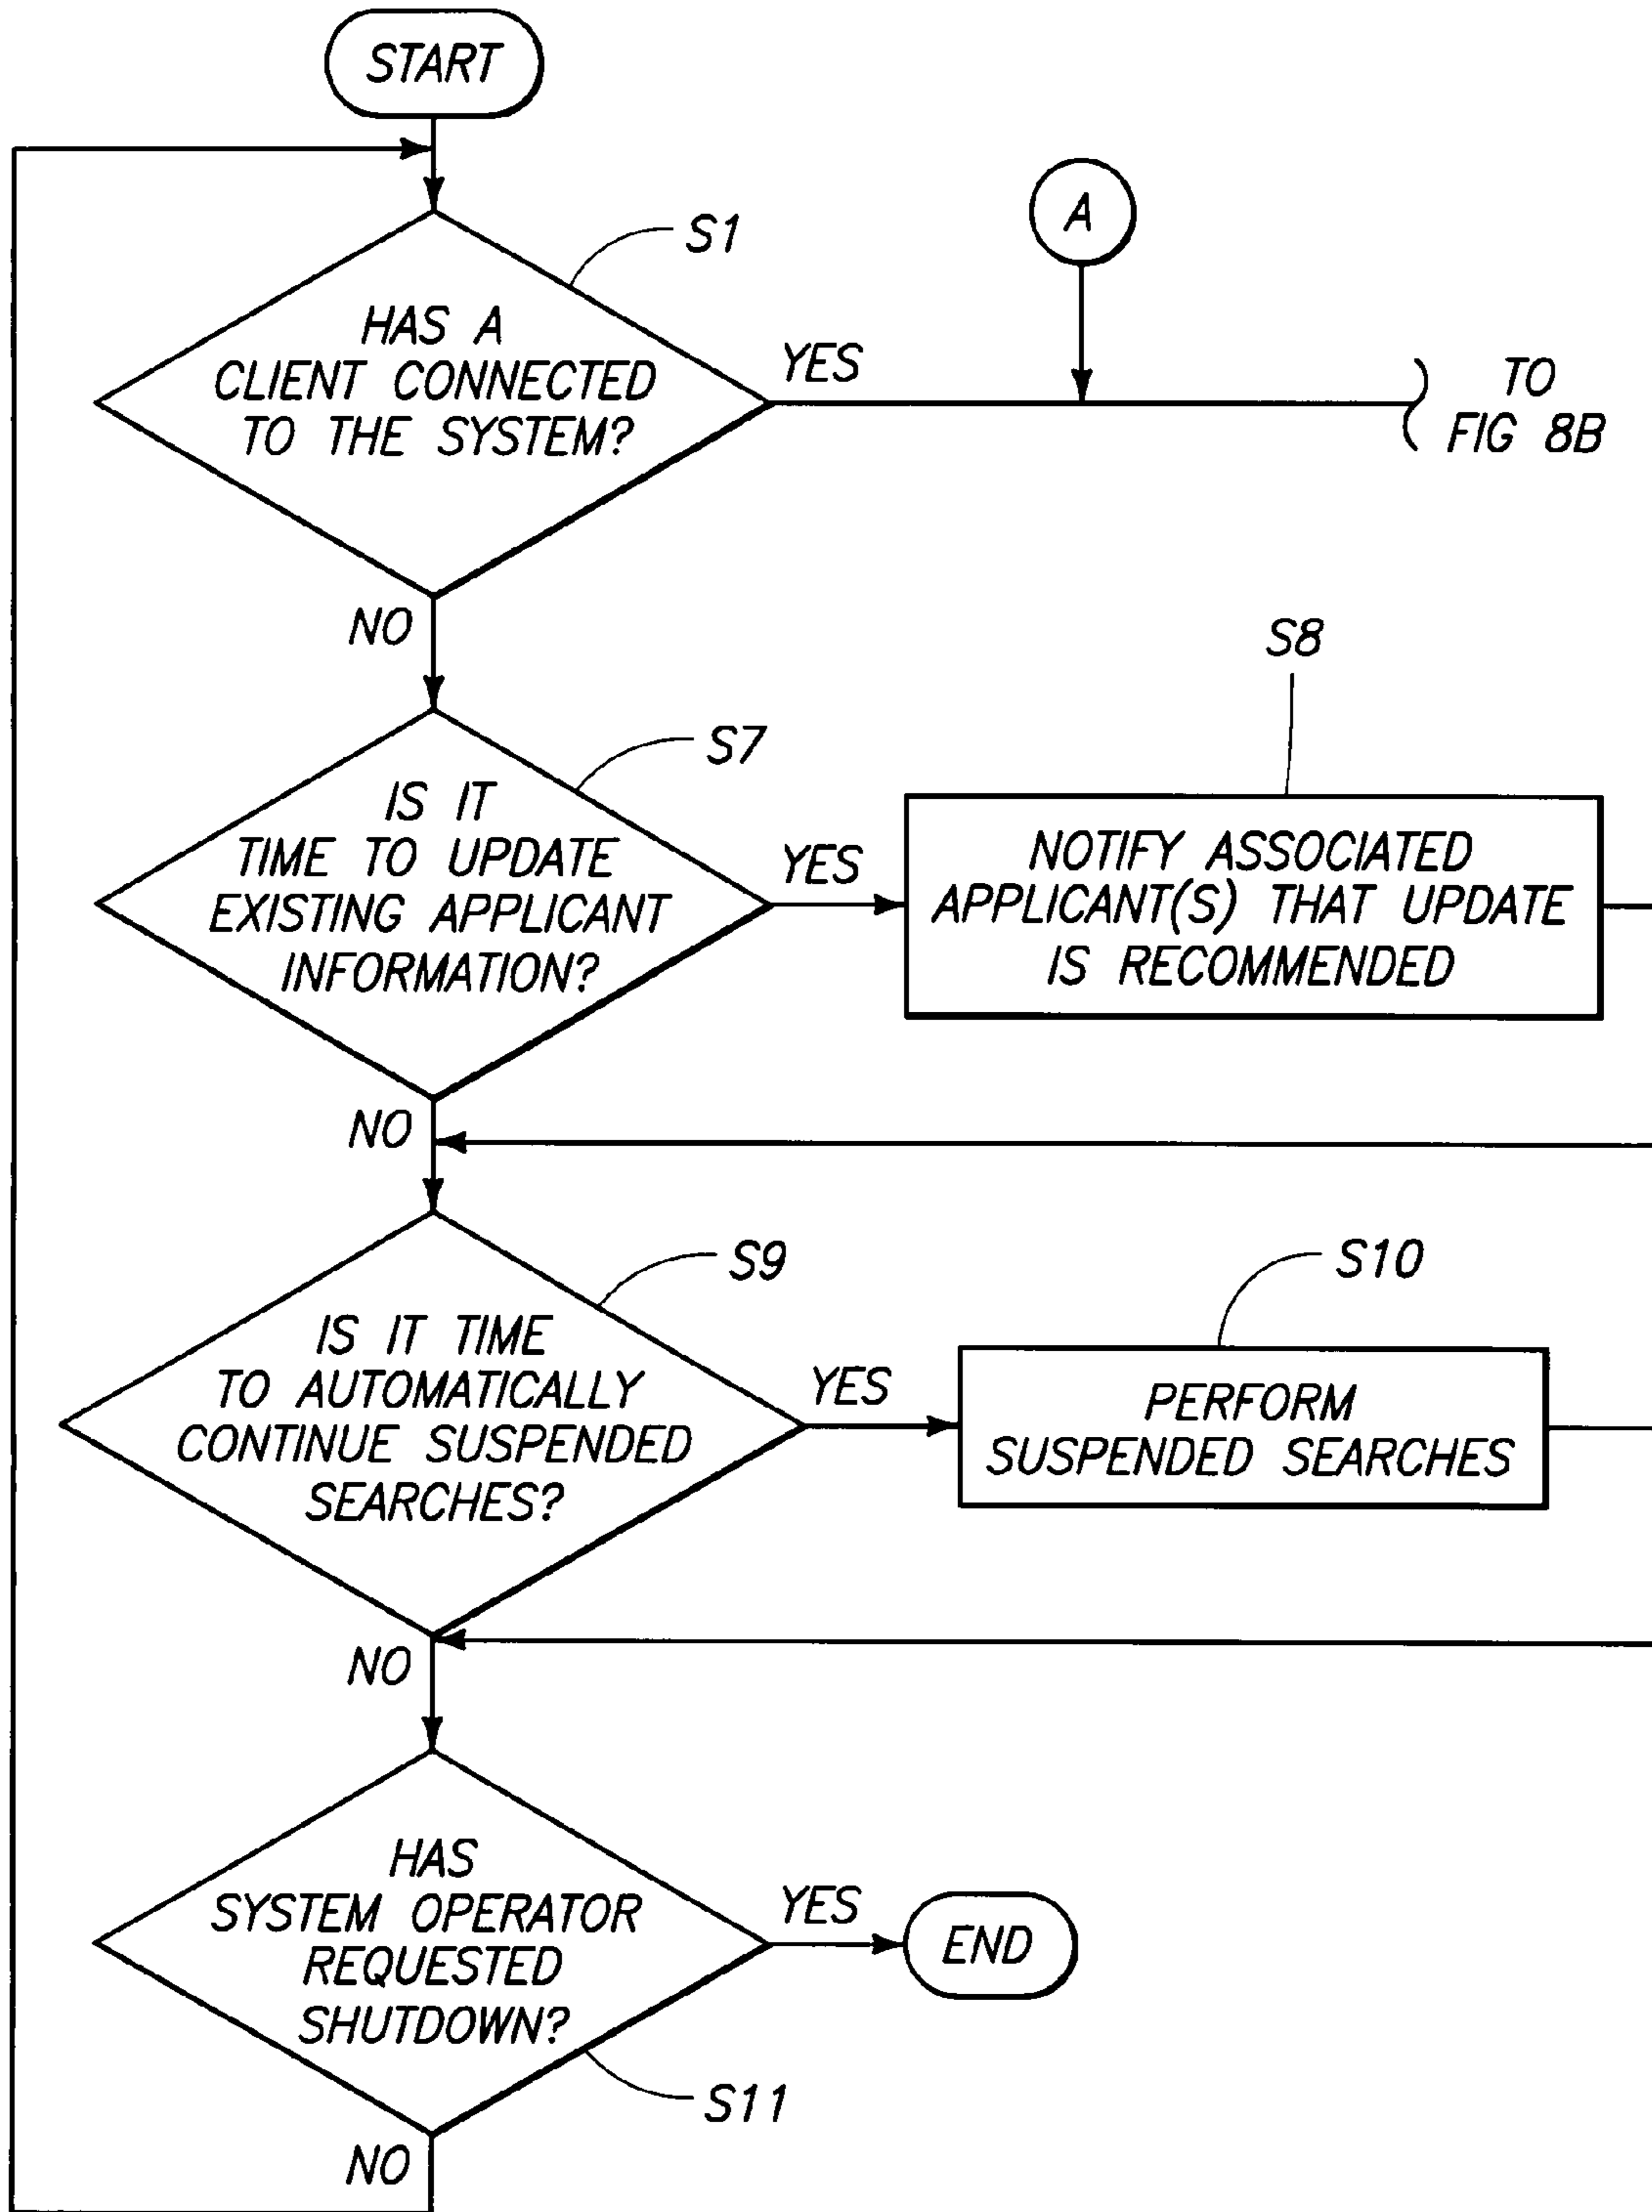 START
A
S1
HAS A
CLIENT CONNECTED
TO THE SYSTEM?
YES
TO
FIG 8B
NO
S7
IS IT
TIME TO UPDATE
EXISTING APPLICANT
INFORMATION?
YES
S8
NOTIFY ASSOCIATED
APPLICANT(S) THAT UPDATE
IS RECOMMENDED
NO
S9
IS IT TIME
TO AUTOMATICALLY
CONTINUE SUSPENDED
SEARCHES?
YES
S10
PERFORM
SUSPENDED SEARCHES
NO
HAS
SYSTEM OPERATOR
REQUESTED
SHUTDOWN?
YES
END
S11
NO